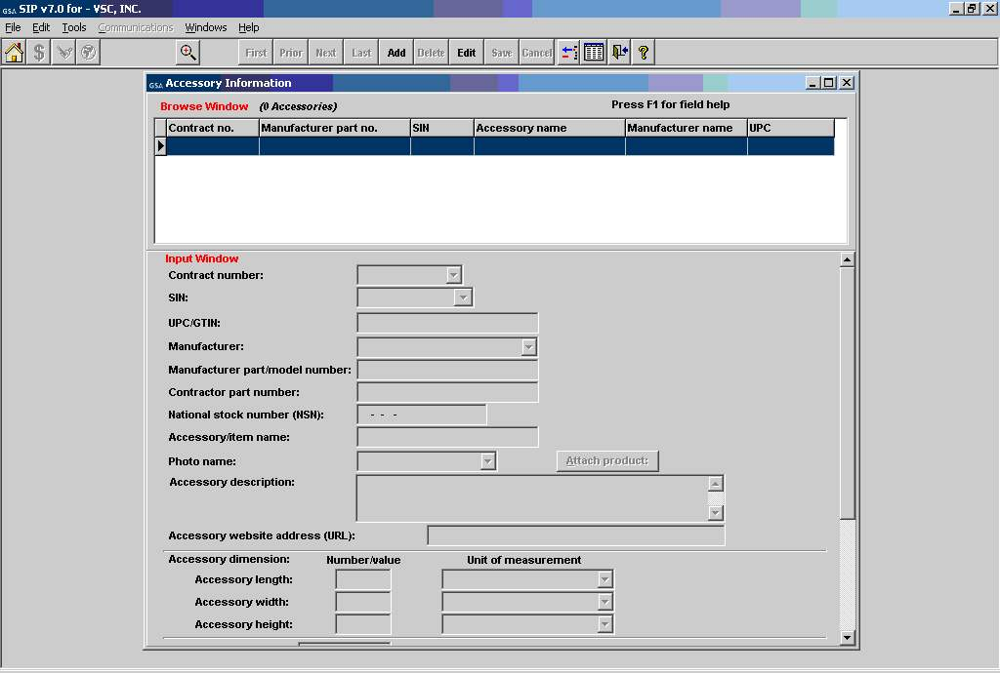 GSA SIP v7.0 for - VSC, INC.
File Edit Tools Communications Windows Help
First Prior Next Last Add Delete Edit Save Cancel
GSA Accessory Information
Browse Window (0 Accessories) Press F1 for field help
Contract no. Manufacturer part no. SIN Accessory name Manufacturer name UPC
Input Window
Contract number:
SIN:
UPC/GTIN:
Manufacturer:
Manufacturer part/model number:
Contractor part number:
National stock number (NSN): - - -
Accessory/item name:
Photo name: Attach product:
Accessory description:
Accessory website address (URL):
Accessory dimension: Number/value Unit of measurement
Accessory length:
Accessory width:
Accessory height: